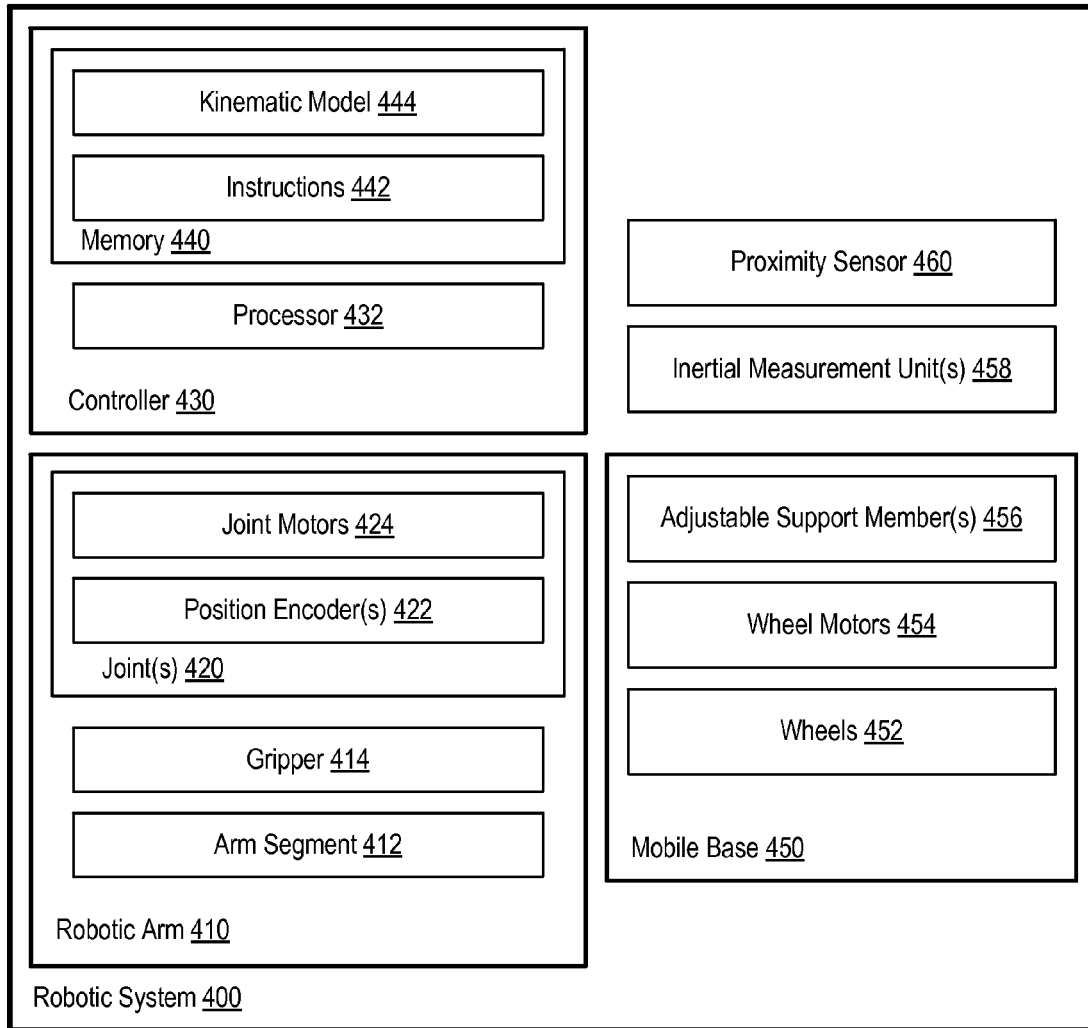 Kinematic Model 444
Instructions 442
Memory 440
Processor 432
Controller 430
Proximity Sensor 460
Inertial Measurement Unit(s) 458
Joint Motors 424
Position Encoder(s) 422
Joint(s) 420
Gripper 414
Arm Segment 412
Robotic Arm 410
Adjustable Support Member(s) 456
Wheel Motors 454
Wheels 452
Mobile Base 450
Robotic System 400